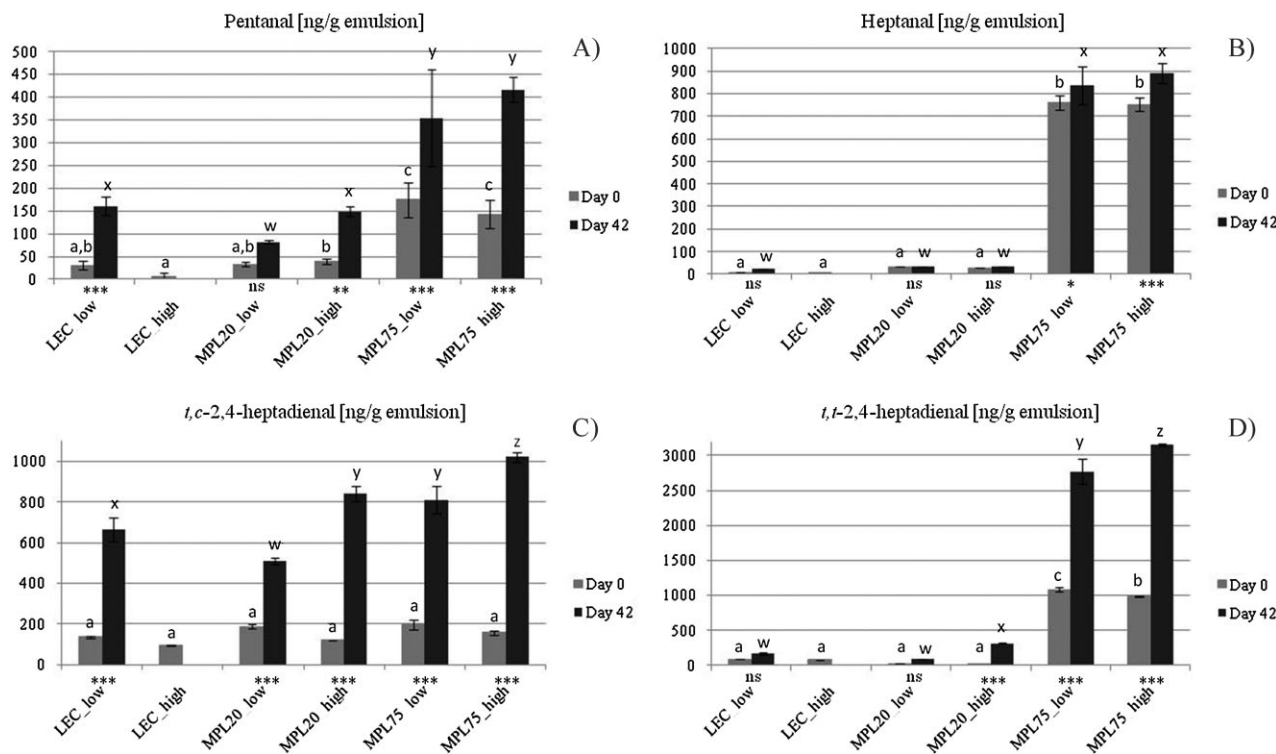 Pentanal [ng/g emulsion]
A)
500
450
400
350
300
250
200
150
100
50
0
a,b x a a,b w b x c y c y
*** ns ** *** ***
LEC_low LEC_high MPL20_low MPL20_high MPL75_low MPL75_high
Day 0
Day 42
Heptanal [ng/g emulsion]
B)
1000
900
800
700
600
500
400
300
200
100
0
a w a a w a w b x b x
ns ns ns * ***
LEC_low LEC_high MPL20_low MPL20_high MPL75_low MPL75_high
Day 0
Day 42
t,c-2,4-heptadienal [ng/g emulsion]
C)
1000
800
600
400
200
0
a x a a w a y a y a z
*** *** *** *** ***
LEC_low LEC_high MPL20_low MPL20_high MPL75_low MPL75_high
Day 0
Day 42
t,t-2,4-heptadienal [ng/g emulsion]
D)
3000
2500
2000
1500
1000
500
0
a w a a w a x c y b z
ns ns *** *** ***
LEC_low LEC_high MPL20_low MPL20_high MPL75_low MPL75_high
Day 0
Day 42